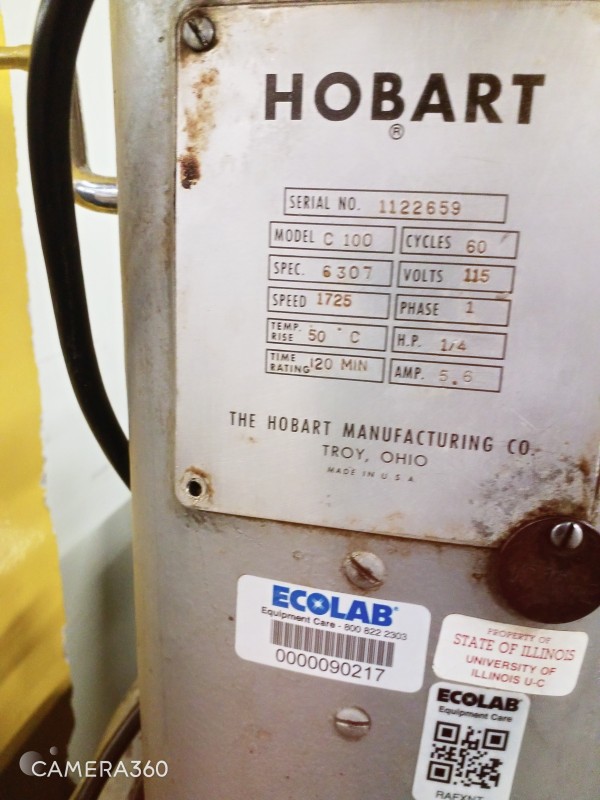 HOBART
®
SERIAL NO. 1122659
MODEL C 100 CYCLES 60
SPEC. 6307 VOLTS 115
SPEED 1725 PHASE 1
TEMP. RISE 50 °C H.P. 1/4
TIME RATING 120 MIN AMP. 5.6
THE HOBART MANUFACTURING CO.
TROY, OHIO
MADE IN U.S.A.
ECOLAB®
Equipment Care - 800 822 2303
0000090217
PROPERTY OF
STATE OF ILLINOIS
UNIVERSITY OF
ILLINOIS U-C
ECOLAB®
Equipment Care
CAMERA360